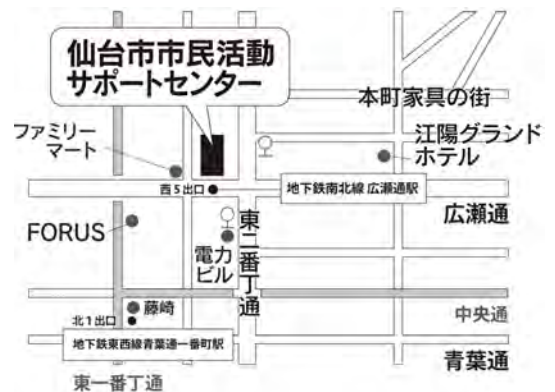 仙台市市民活動
サポートセンター
本町家具の街
ファミリー
マート
江陽グランド
ホテル
西5出口
地下鉄南北線 広瀬通駅
広瀬通
FORUS
電力
ビル
東二番丁通
藤崎
北1出口
中央通
地下鉄東西線青葉通一番町駅
青葉通
東一番丁通